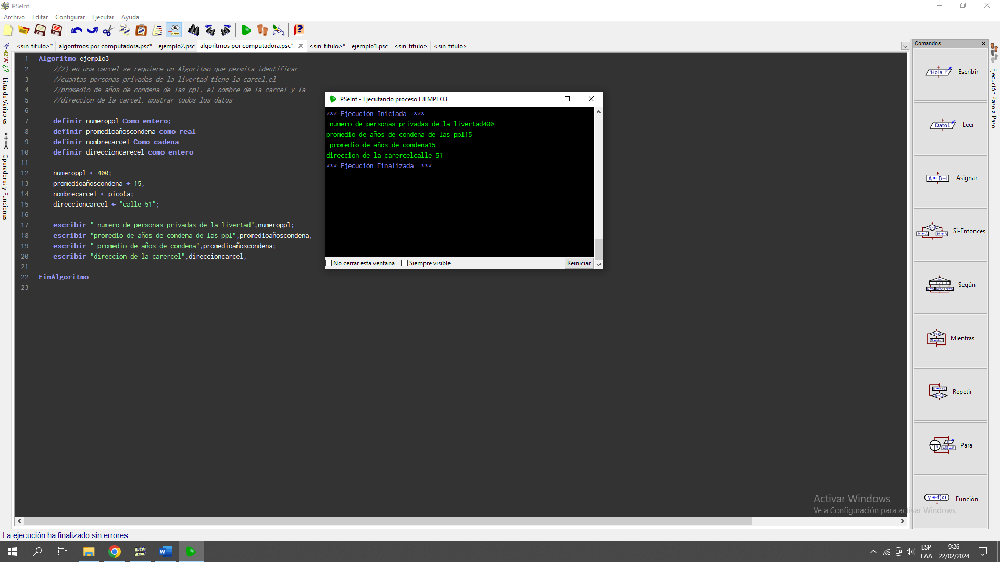 PSeInt
Archivo Editar Configurar Ejecutar Ayuda
<sin_titulo>* algoritmos por computadora.psc* ejemplo2.psc algoritmos por computadora.psc* <sin_titulo>* ejemplo1.psc <sin_titulo> <sin_titulo>
Lista de Variables
Operadores y Funciones
1 Algoritmo ejemplo3
2 //2) en una carcel se requiere un Algoritmo que permita identificar
3 //cuantas personas privadas de la livertad tiene la carcel,el
4 //promedio de años de condena de las ppl, el nombre de la carcel y la
5 //direccion de la carcel. mostrar todos los datos
6
7 definir numeroppl Como entero;
8 definir promedioañoscondena como real
9 definir nombrecarcel Como cadena
10 definir direccioncarecel como entero
11
12 numeroppl ← 400;
13 promedioañoscondena ← 15;
14 nombrecarcel ← picota;
15 direccioncarcel ← "calle 51";
16
17 escribir " numero de personas privadas de la livertad",numeroppl;
18 escribir "promedio de años de condena de las ppl",promedioañoscondena;
19 escribir " promedio de años de condena",promedioañoscondena;
20 escribir "direccion de la carercel",direccioncarcel;
21
22 FinAlgoritmo
23
PSeInt - Ejecutando proceso EJEMPLO3
*** Ejecución Iniciada. ***
numero de personas privadas de la livertad400
promedio de años de condena de las ppl15
promedio de años de condena15
direccion de la carercelcalle 51
*** Ejecución Finalizada. ***
No cerrar esta ventana Siempre visible Reiniciar
Comandos
'Hola !' Escribir
Dato1 Leer
A←B+i Asignar
A>B Si-Entonces
Según
Mientras
Repetir
Para
y←f(x) Función
Ejecución Paso a Paso
Activar Windows
Ve a Configuración para activar Windows.
La ejecución ha finalizado sin errores.
ESP
LAA
9:26
22/02/2024